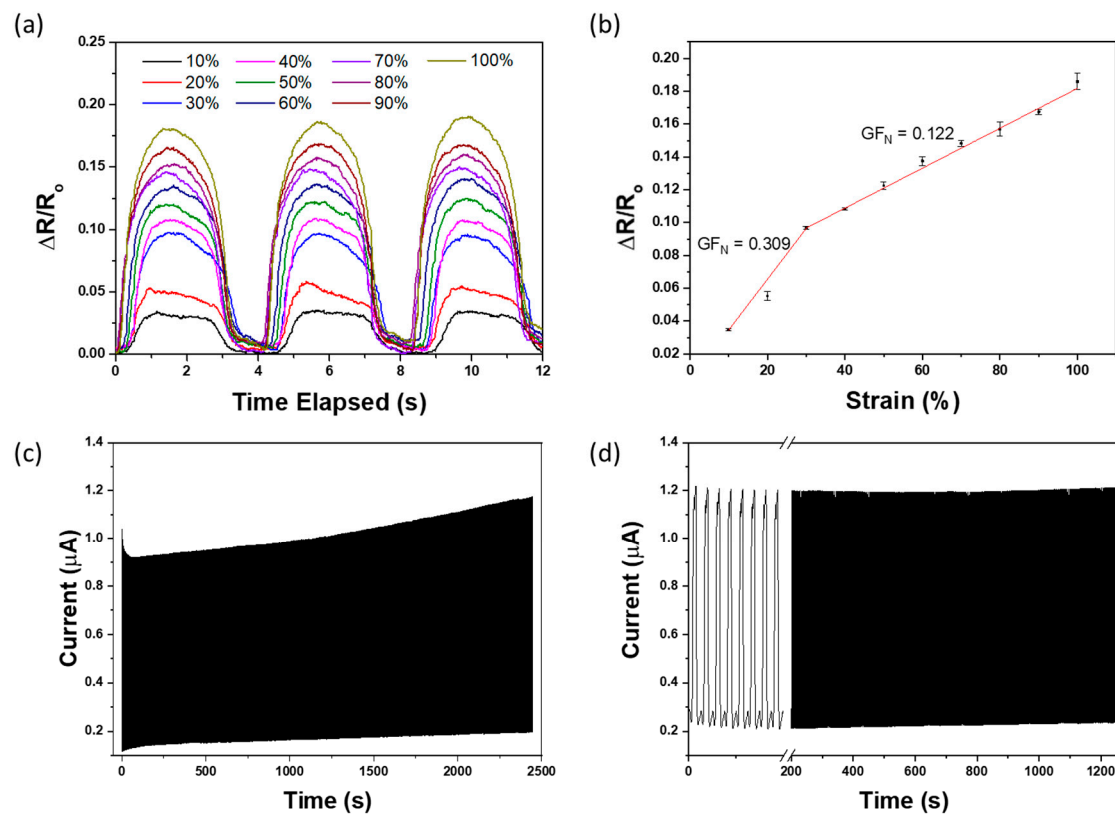 (a)
0.25
0.20
0.15
0.10
0.05
0.00
ΔR/Ro
10% 40% 70% 100%
20% 50% 80%
30% 60% 90%
0 2 4 6 8 10 12
Time Elapsed (s)
(b)
0.20
0.18
0.16
0.14
0.12
0.10
0.08
0.06
0.04
0.02
ΔR/Ro
GFN = 0.122
GFN = 0.309
20 40 60 80 100
Strain (%)
(c)
1.4
1.2
1.0
0.8
0.6
0.4
0.2
Current (μA)
0 500 1000 1500 2000 2500
Time (s)
(d)
1.4
1.2
1.0
0.8
0.6
0.4
0.2
Current (μA)
0 200 400 600 800 1000 1200
Time (s)